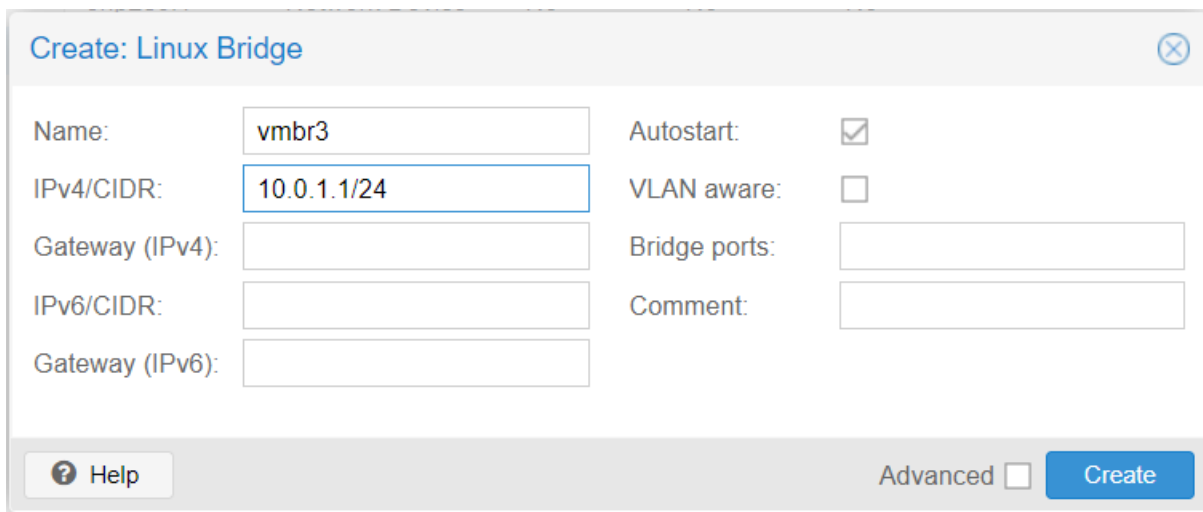 Create: Linux Bridge
Name: vmbr3 Autostart:
IPv4/CIDR: 10.0.1.1/24 VLAN aware:
Gateway (IPv4): Bridge ports:
IPv6/CIDR: Comment:
Gateway (IPv6):
Help Advanced Create